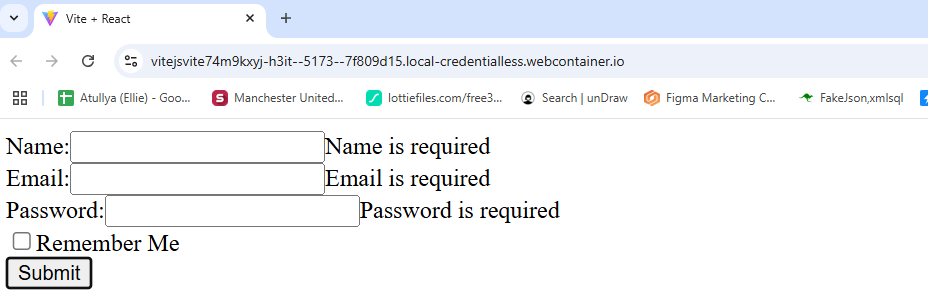 Vite + React
vitejsvite74m9kxyj-h3it--5173--7f809d15.local-credentialless.webcontainer.io
Atullya (Ellie) - Goo... Manchester United... lottiefiles.com/free3... Search | unDraw Figma Marketing C... FakeJson,xmlsql
Name: Name is required
Email: Email is required
Password: Password is required
Remember Me
Submit